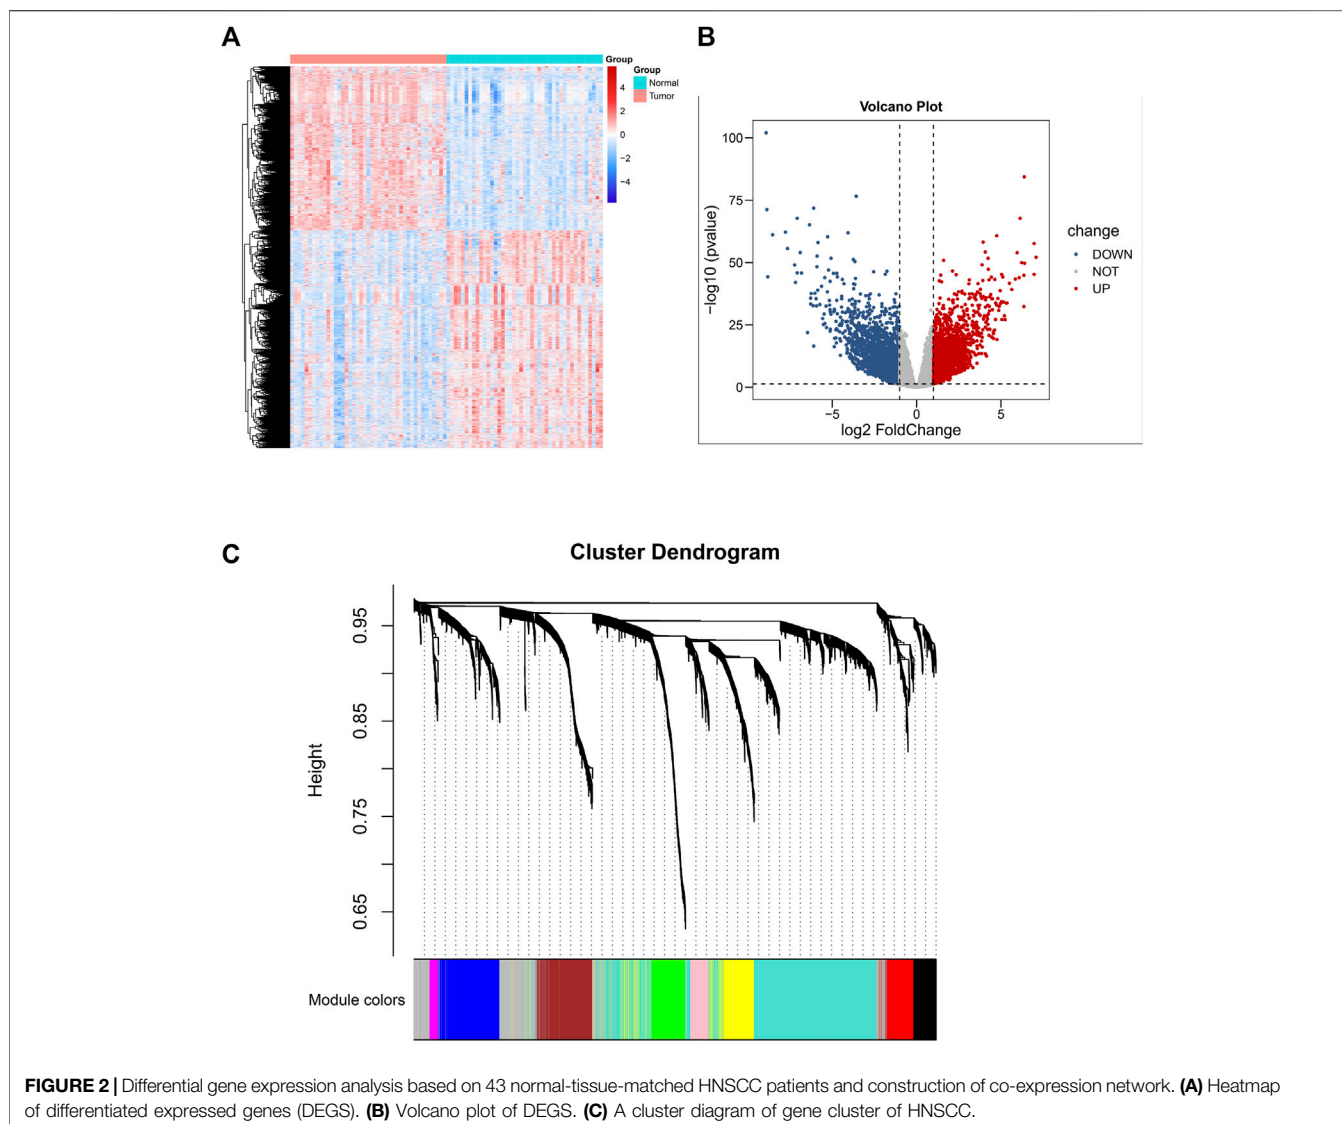 A
Group
4
2
0
−2
−4
Group
Normal
Tumor
B
Volcano Plot
100
75
50
25
0
−log10 (pvalue)
−5
0
5
log2 FoldChange
change
DOWN
NOT
UP
C
Cluster Dendrogram
Height
0.95
0.85
0.75
0.65
Module colors
FIGURE 2 | Differential gene expression analysis based on 43 normal-tissue-matched HNSCC patients and construction of co-expression network. (A) Heatmap
of differentiated expressed genes (DEGS). (B) Volcano plot of DEGS. (C) A cluster diagram of gene cluster of HNSCC.